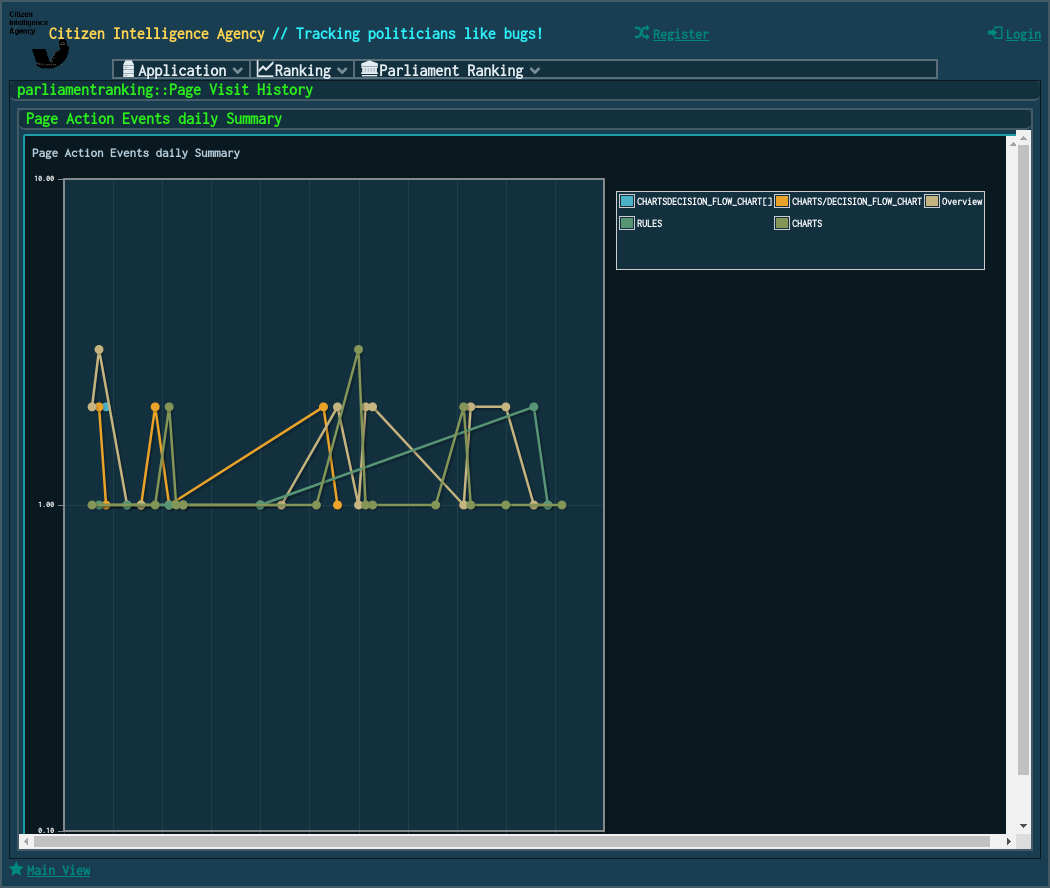 Citizen
Intelligence
Agency
Citizen Intelligence Agency // Tracking politicians like bugs!
Register
Login
Application
Ranking
Parliament Ranking
parliamentranking::Page Visit History
Page Action Events daily Summary
Page Action Events daily Summary
10.00
1.00
0.10
CHARTSDECISION_FLOW_CHART[]
CHARTS/DECISION_FLOW_CHART
Overview
RULES
CHARTS
Main View